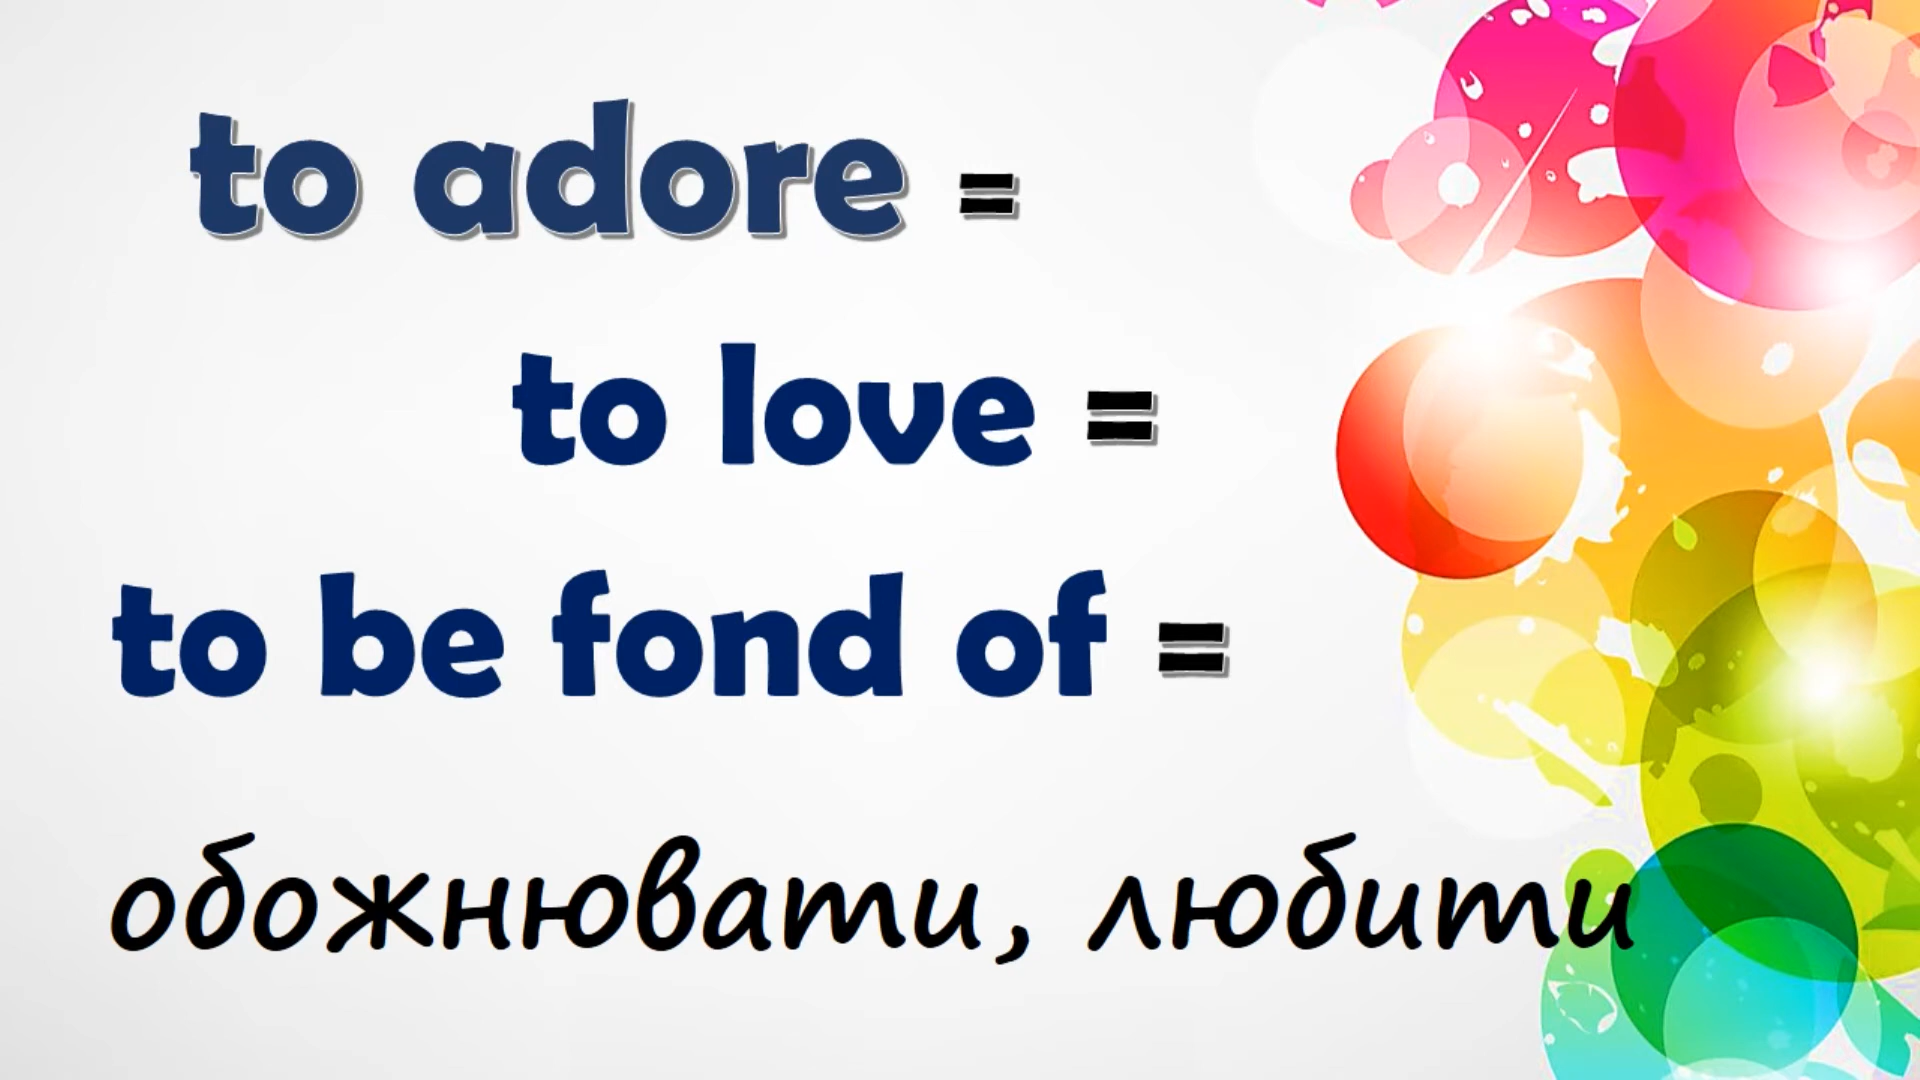 to adore =
to love =
to be fond of =
обожнювати, любити